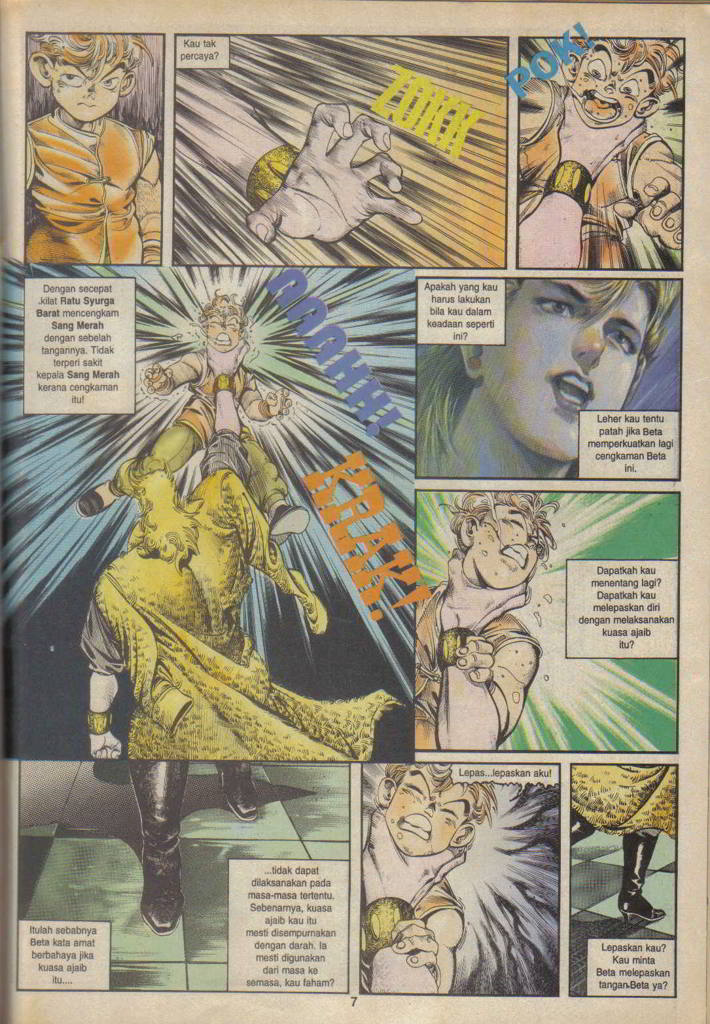 Kau tak
percaya?
ZOKK
POK!
Dengan secepat
kilat Ratu Syurga
Barat mencengkam
Sang Merah
dengan sebelah
tangannya. Tidak
terperi sakit
kepala Sang Merah
kerana cengkaman
itu!
AAAHH!
KRAK!
Apakah yang kau
harus lakukan
bila kau dalam
keadaan seperti
ini?
Leher kau tentu
patah jika Beta
memperkuatkan lagi
cengkaman Beta
ini.
Dapatkah kau
menentang lagi?
Dapatkah kau
melepaskan diri
dengan melaksanakan
kuasa ajaib
itu?
Itulah sebabnya
Beta kata amat
berbahaya jika
kuasa ajaib
itu....
...tidak dapat
dilaksanakan pada
masa-masa tertentu.
Sebenarnya, kuasa
ajaib kau itu
mesti disempurnakan
dengan darah. Ia
mesti digunakan
dari masa ke
semasa, kau faham?
Lepas...lepaskan aku!
Lepaskan kau?
Kau minta
Beta melepaskan
tangan Beta ya?
7